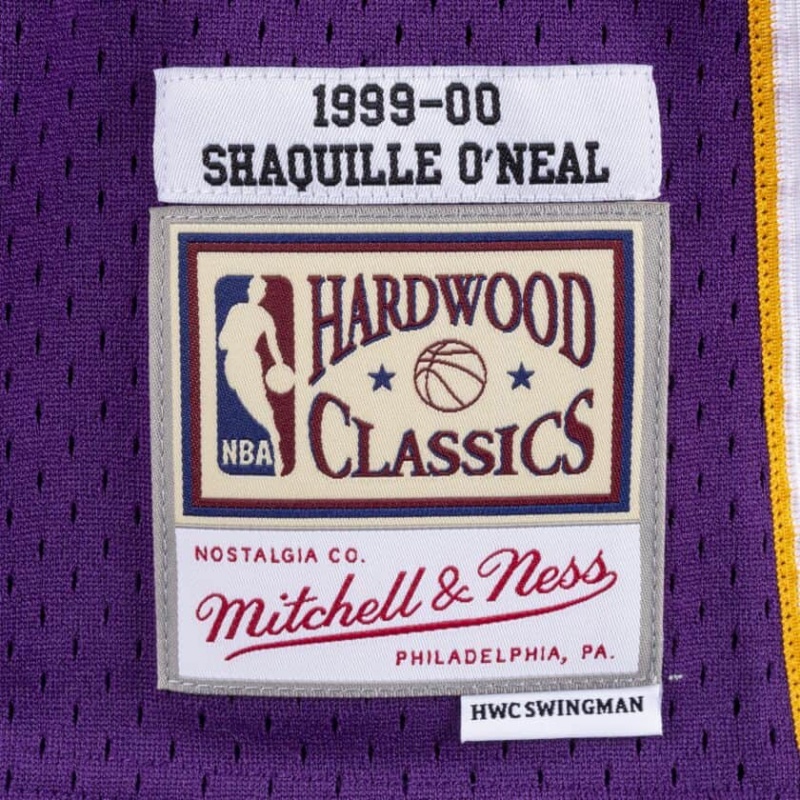 1999-00
SHAQUILLE O'NEAL
HARDWOOD
NBA
CLASSICS
NOSTALGIA CO.
Mitchell & Ness
PHILADELPHIA, PA.
HWC SWINGMAN